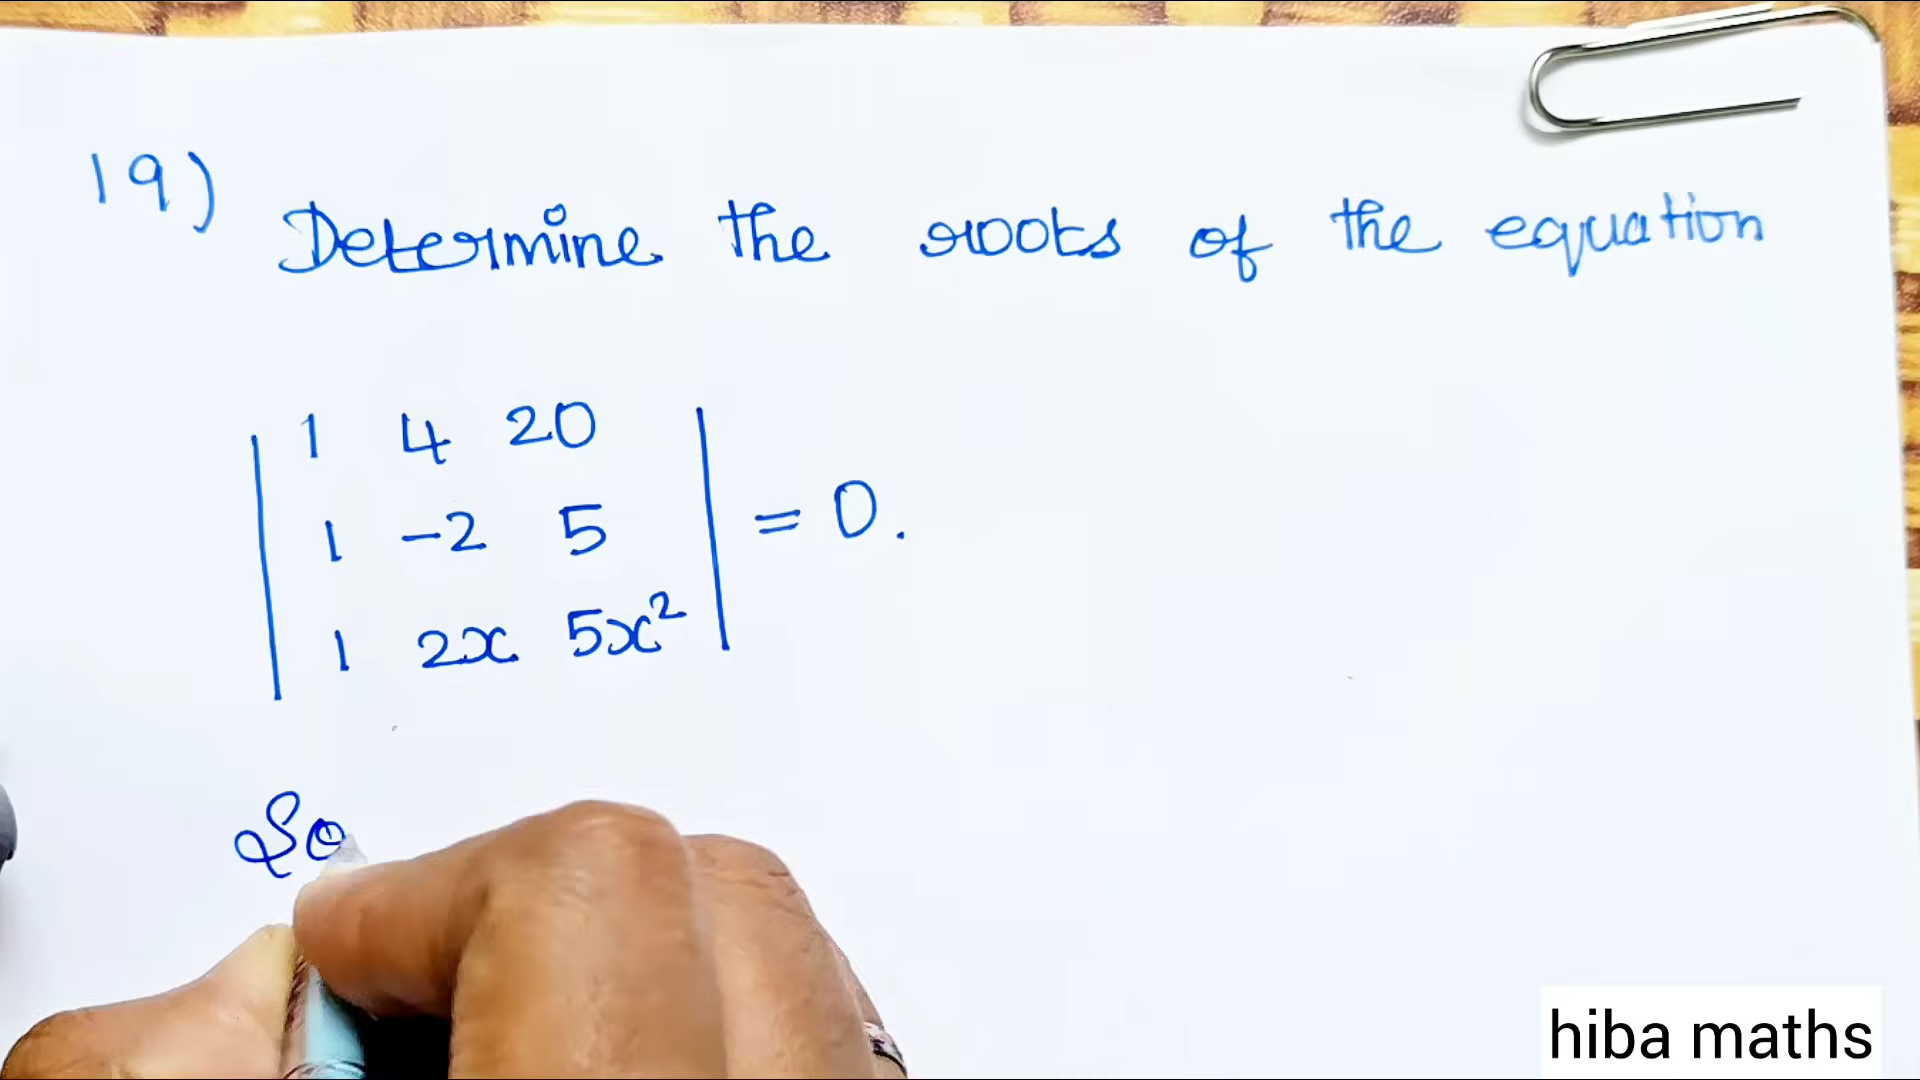 19)
Determine the roots of the equation
1 4 20
1 -2 5 = 0.
1 2x 5x²
So
hiba maths